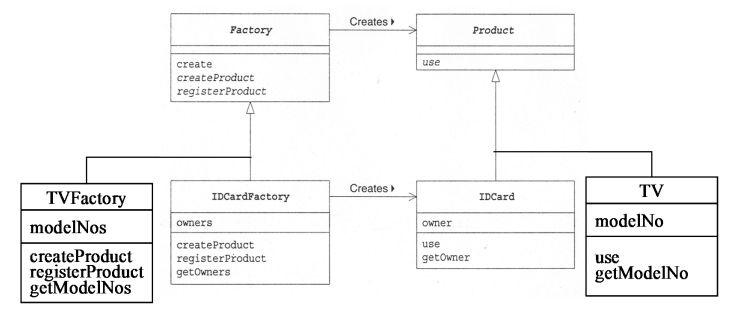 Factory
Creates
Product
create
createProduct
registerProduct
use
TVFactory
modelNos
createProduct
registerProduct
getModelNos
IDCardFactory
owners
createProduct
registerProduct
getOwners
Creates
IDCard
owner
use
getOwner
TV
modelNo
use
getModelNo